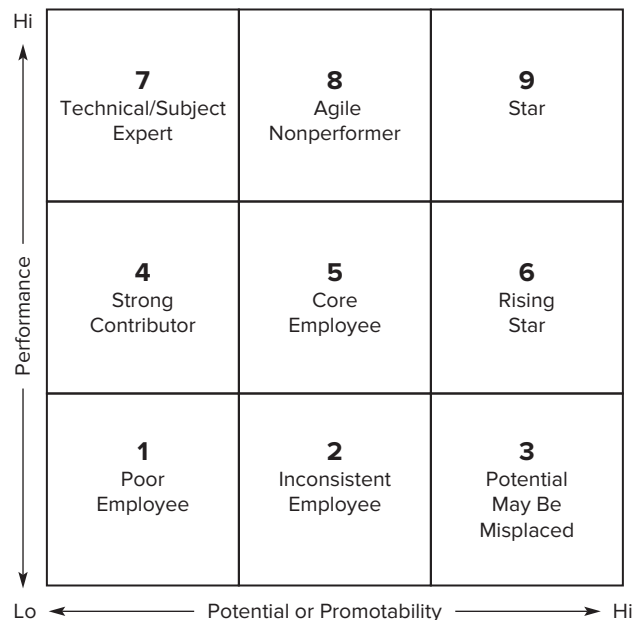 Hi
7
Technical/Subject
Expert
8
Agile
Nonperformer
9
Star
Performance
4
Strong
Contributor
5
Core
Employee
6
Rising
Star
1
Poor
Employee
2
Inconsistent
Employee
3
Potential
May Be
Misplaced
Lo
Potential or Promotability
Hi